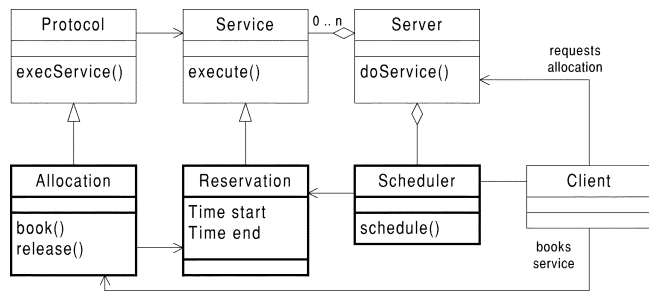 Protocol
execService()
Service
execute()
0 .. n
Server
doService()
requests
allocation
Allocation
book()
release()
Reservation
Time start
Time end
Scheduler
schedule()
Client
books
service